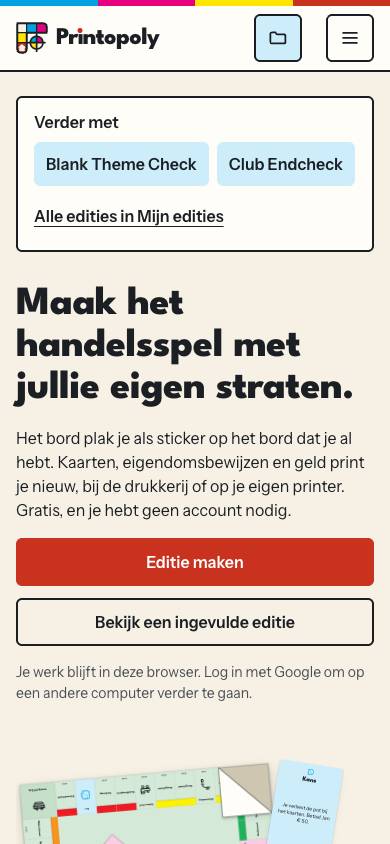 Printopoly
Verder met
Blank Theme Check
Club Endcheck
Alle edities in Mijn edities
Maak het
handelsspel met
jullie eigen straten.
Het bord plak je als sticker op het bord dat je al
hebt. Kaarten, eigendomsbewijzen en geld print
je nieuw, bij de drukkerij of op je eigen printer.
Gratis, en je hebt geen account nodig.
Editie maken
Bekijk een ingevulde editie
Je werk blijft in deze browser. Log in met Google om op
een andere computer verder te gaan.
Kans